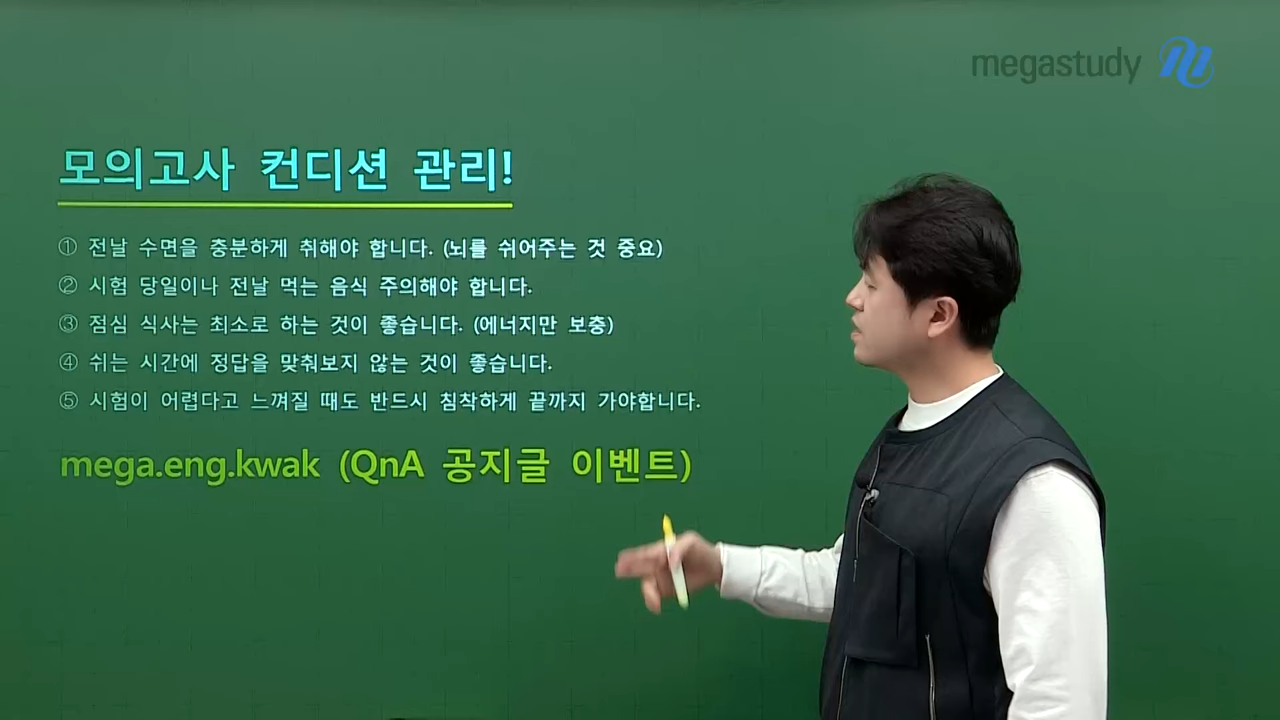 megastudy
모의고사 컨디션 관리!
① 전날 수면을 충분하게 취해야 합니다. (뇌를 쉬어주는 것 중요)
② 시험 당일이나 전날 먹는 음식 주의해야 합니다.
③ 점심 식사는 최소로 하는 것이 좋습니다. (에너지만 보충)
④ 쉬는 시간에 정답을 맞춰보지 않는 것이 좋습니다.
⑤ 시험이 어렵다고 느껴질 때도 반드시 침착하게 끝까지 가야합니다.
mega.eng.kwak (QnA 공지글 이벤트)